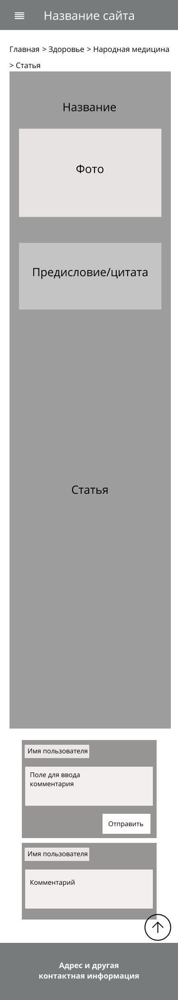 Название сайта
Главная > Здоровье > Народная медицина
> Статья
Название
Фото
Предисловие/цитата
Статья
Имя пользователя
Поле для ввода
комментария
Отправить
Имя пользователя
Комментарий
Адрес и другая
контактная информация